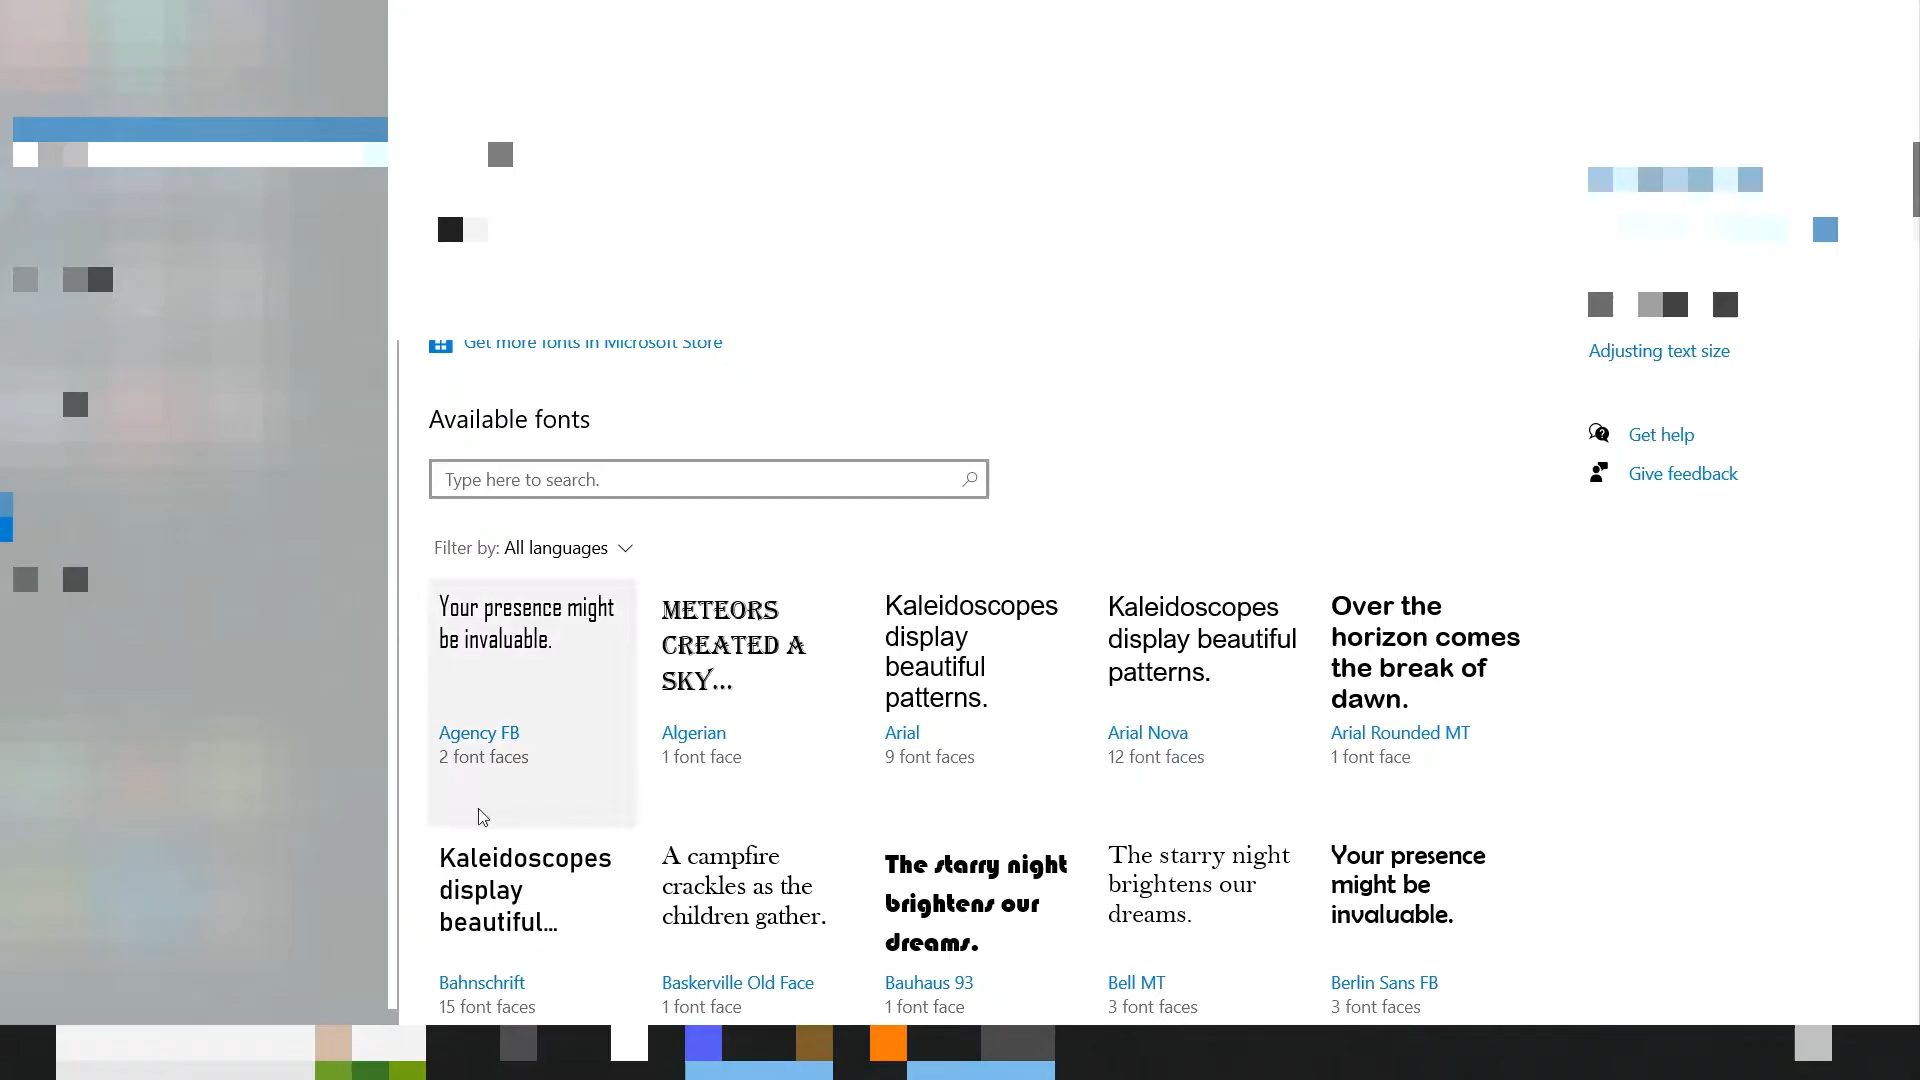 Get more fonts in Microsoft Store
Adjusting text size
Available fonts
Type here to search.
Get help
Give feedback
Filter by: All languages
Your presence might
be invaluable.
Agency FB
2 font faces
METEORS
CREATED A
SKY...
Algerian
1 font face
Kaleidoscopes
display
beautiful
patterns.
Arial
9 font faces
Kaleidoscopes
display beautiful
patterns.
Arial Nova
12 font faces
Over the
horizon comes
the break of
dawn.
Arial Rounded MT
1 font face
Kaleidoscopes
display
beautiful...
Bahnschrift
15 font faces
A campfire
crackles as the
children gather.
Baskerville Old Face
1 font face
The starry night
brightens our
dreams.
Bauhaus 93
1 font face
The starry night
brightens our
dreams.
Bell MT
3 font faces
Your presence
might be
invaluable.
Berlin Sans FB
3 font faces